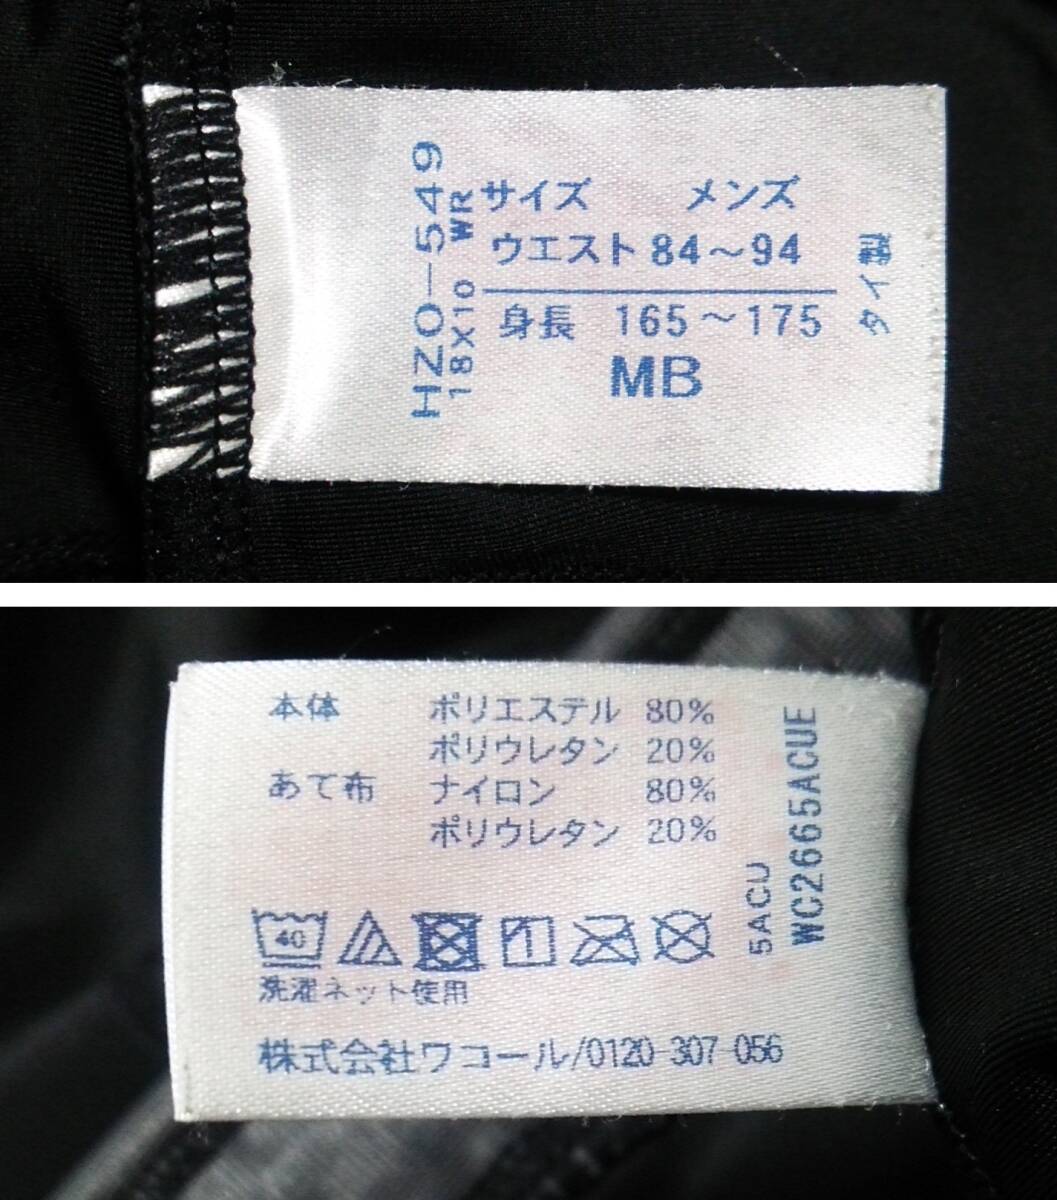 HZO-549
18X10 WR
サイズ メンズ
ウエスト 84〜94
身長 165〜175
MB
タイ製
本体 ポリエステル 80%
ポリウレタン 20%
あて布 ナイロン 80%
ポリウレタン 20%
40
洗濯ネット使用
株式会社ワコール/0120-307-056
5ACU
WC2665ACUE